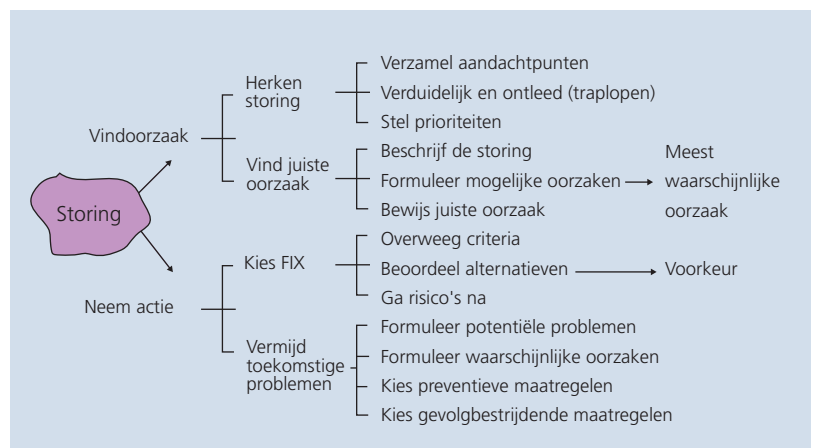 Storing
Vindoorzaak
Herken
storing
Verzamel aandachtpunten
Verduidelijk en ontleed (traplopen)
Stel prioriteiten
Vind juiste
oorzaak
Beschrijf de storing
Formuleer mogelijke oorzaken
Bewijs juiste oorzaak
Meest
waarschijnlijke
oorzaak
Neem actie
Kies FIX
Overweeg criteria
Beoordeel alternatieven
Ga risico's na
Voorkeur
Vermijd
toekomstige
problemen
Formuleer potentiële problemen
Formuleer waarschijnlijke oorzaken
Kies preventieve maatregelen
Kies gevolgbestrijdende maatregelen